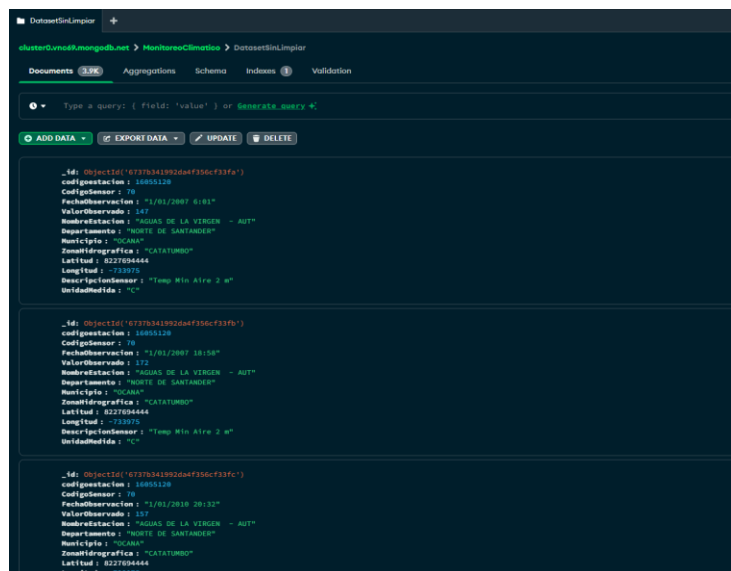 DatasetSinLimpiar +
cluster0.vnc69.mongodb.net > MonitoreoClimatico > DatasetSinLimpiar
Documents 3.9K Aggregations Schema Indexes 1 Validation
Type a query: { field: 'value' } or Generate query
ADD DATA EXPORT DATA UPDATE DELETE
_id: ObjectId('6737b341992da4f356cf33fa')
codigoestacion : 16055120
CodigoSensor : 70
FechaObservacion : "1/01/2007 6:01"
ValorObservado : 147
NombreEstacion : "AGUAS DE LA VIRGEN - AUT"
Departamento : "NORTE DE SANTANDER"
Municipio : "OCANA"
ZonaHidrografica : "CATATUMBO"
Latitud : 8227694444
Longitud : -733975
DescripcionSensor : "Temp Min Aire 2 m"
UnidadMedida : "C"
_id: ObjectId('6737b341992da4f356cf33fb')
codigoestacion : 16055120
CodigoSensor : 70
FechaObservacion : "1/01/2007 18:58"
ValorObservado : 172
NombreEstacion : "AGUAS DE LA VIRGEN - AUT"
Departamento : "NORTE DE SANTANDER"
Municipio : "OCANA"
ZonaHidrografica : "CATATUMBO"
Latitud : 8227694444
Longitud : -733975
DescripcionSensor : "Temp Min Aire 2 m"
UnidadMedida : "C"
_id: ObjectId('6737b341992da4f356cf33fc')
codigoestacion : 16055120
CodigoSensor : 70
FechaObservacion : "1/01/2010 20:32"
ValorObservado : 157
NombreEstacion : "AGUAS DE LA VIRGEN - AUT"
Departamento : "NORTE DE SANTANDER"
Municipio : "OCANA"
ZonaHidrografica : "CATATUMBO"
Latitud : 8227694444